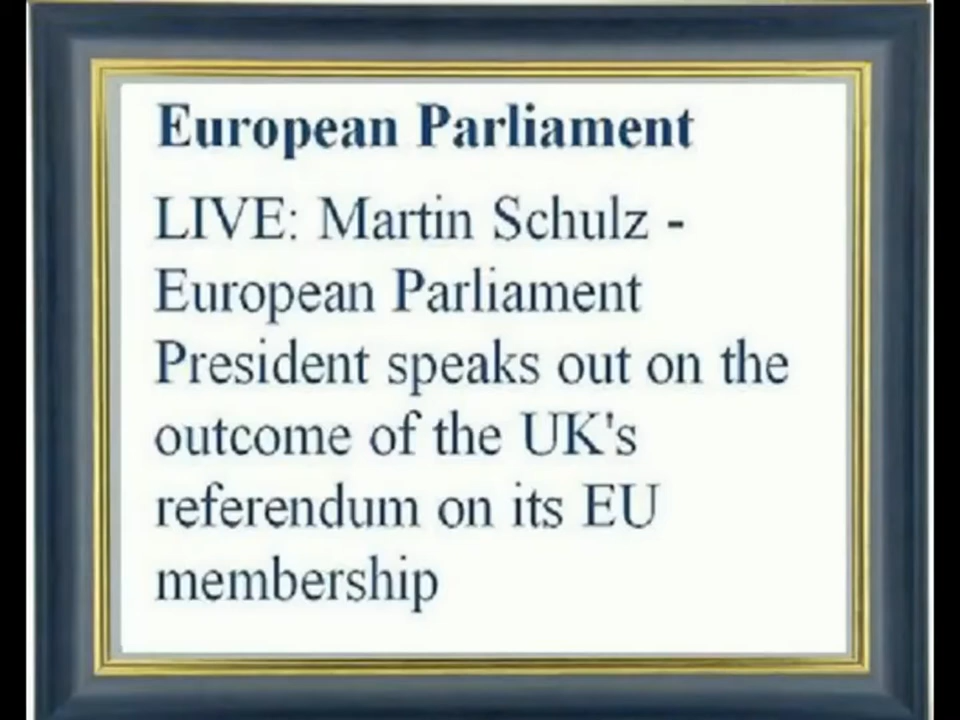 European Parliament
LIVE: Martin Schulz -
European Parliament
President speaks out on the
outcome of the UK's
referendum on its EU
membership